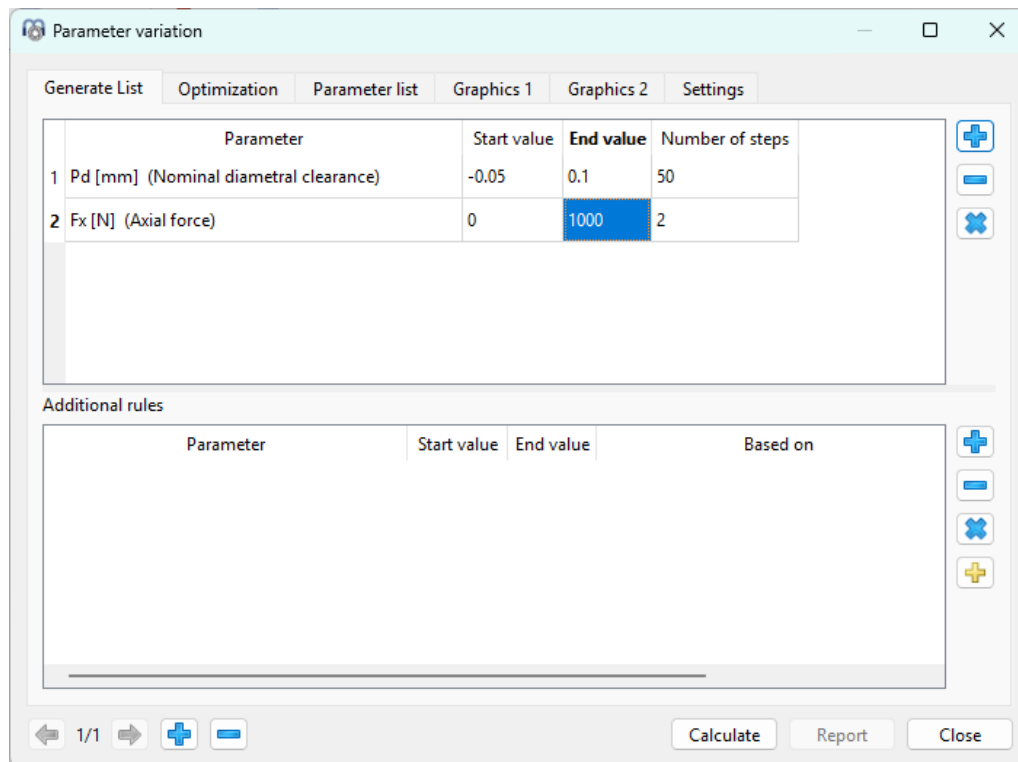 Parameter variation
Generate List Optimization Parameter list Graphics 1 Graphics 2 Settings
Parameter Start value End value Number of steps
1 Pd [mm] (Nominal diametral clearance) -0.05 0.1 50
2 Fx [N] (Axial force) 0 1000 2
Additional rules
Parameter Start value End value Based on
1/1 Calculate Report Close